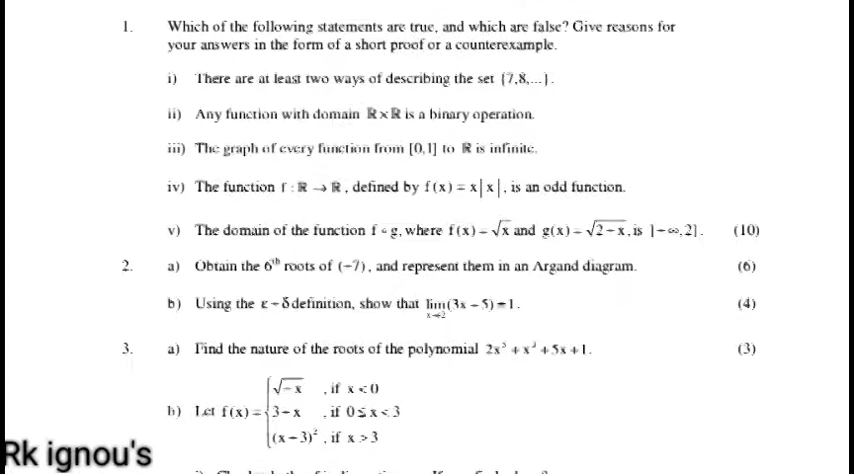 1. Which of the following statements are true, and which are false? Give reasons for
your answers in the form of a short proof or a counterexample.
i) There are at least two ways of describing the set {7,8,...}.
ii) Any function with domain ℝ×ℝ is a binary operation.
iii) The graph of every function from [0,1] to ℝ is infinite.
iv) The function f : ℝ → ℝ, defined by f(x) = x|x|, is an odd function.
v) The domain of the function f∘g, where f(x) = √x and g(x) = √2−x, is ]−∞,2]. (10)
2. a) Obtain the 6th roots of (−7), and represent them in an Argand diagram. (6)
b) Using the ε−δ definition, show that lim x→2 (3x − 5) = 1. (4)
3. a) Find the nature of the roots of the polynomial 2x³ + x² + 5x + 1. (3)
√−x , if x < 0
b) Let f(x) = { 3−x , if 0 ≤ x < 3
(x−3)² , if x > 3
Rk ignou's